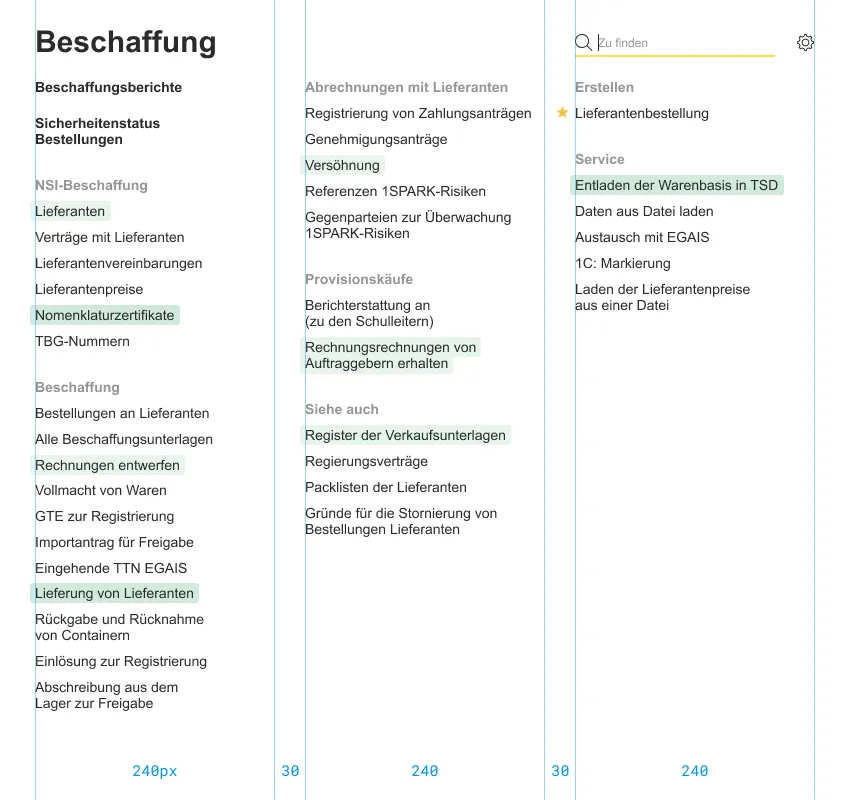 Beschaffung
Zu finden
Beschaffungsberichte
Sicherheitenstatus
Bestellungen
NSI-Beschaffung
Lieferanten
Verträge mit Lieferanten
Lieferantenvereinbarungen
Lieferantenpreise
Nomenklaturzertifikate
TBG-Nummern
Beschaffung
Bestellungen an Lieferanten
Alle Beschaffungsunterlagen
Rechnungen entwerfen
Vollmacht von Waren
GTE zur Registrierung
Importantrag für Freigabe
Eingehende TTN EGAIS
Lieferung von Lieferanten
Rückgabe und Rücknahme
von Containern
Einlösung zur Registrierung
Abschreibung aus dem
Lager zur Freigabe
Abrechnungen mit Lieferanten
Registrierung von Zahlungsanträgen
Genehmigungsanträge
Versöhnung
Referenzen 1SPARK-Risiken
Gegenparteien zur Überwachung
1SPARK-Risiken
Provisionskäufe
Berichterstattung an
(zu den Schulleitern)
Rechnungsrechnungen von
Auftraggebern erhalten
Siehe auch
Register der Verkaufsunterlagen
Regierungsverträge
Packlisten der Lieferanten
Gründe für die Stornierung von
Bestellungen Lieferanten
Erstellen
Lieferantenbestellung
Service
Entladen der Warenbasis in TSD
Daten aus Datei laden
Austausch mit EGAIS
1C: Markierung
Laden der Lieferantenpreise
aus einer Datei
240px 30 240 30 240